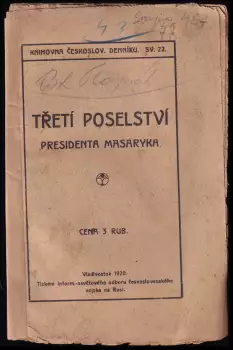 KNIHOVNA ČESKOSLOV. DENNÍKU. SV. 22.
TŘETÍ POSELSTVÍ
PRESIDENTA MASARYKA
CENA 3 RUB.
Vladivostok 1920.
Tiskem inform.-osvětového odboru československého
vojska na Rusi.